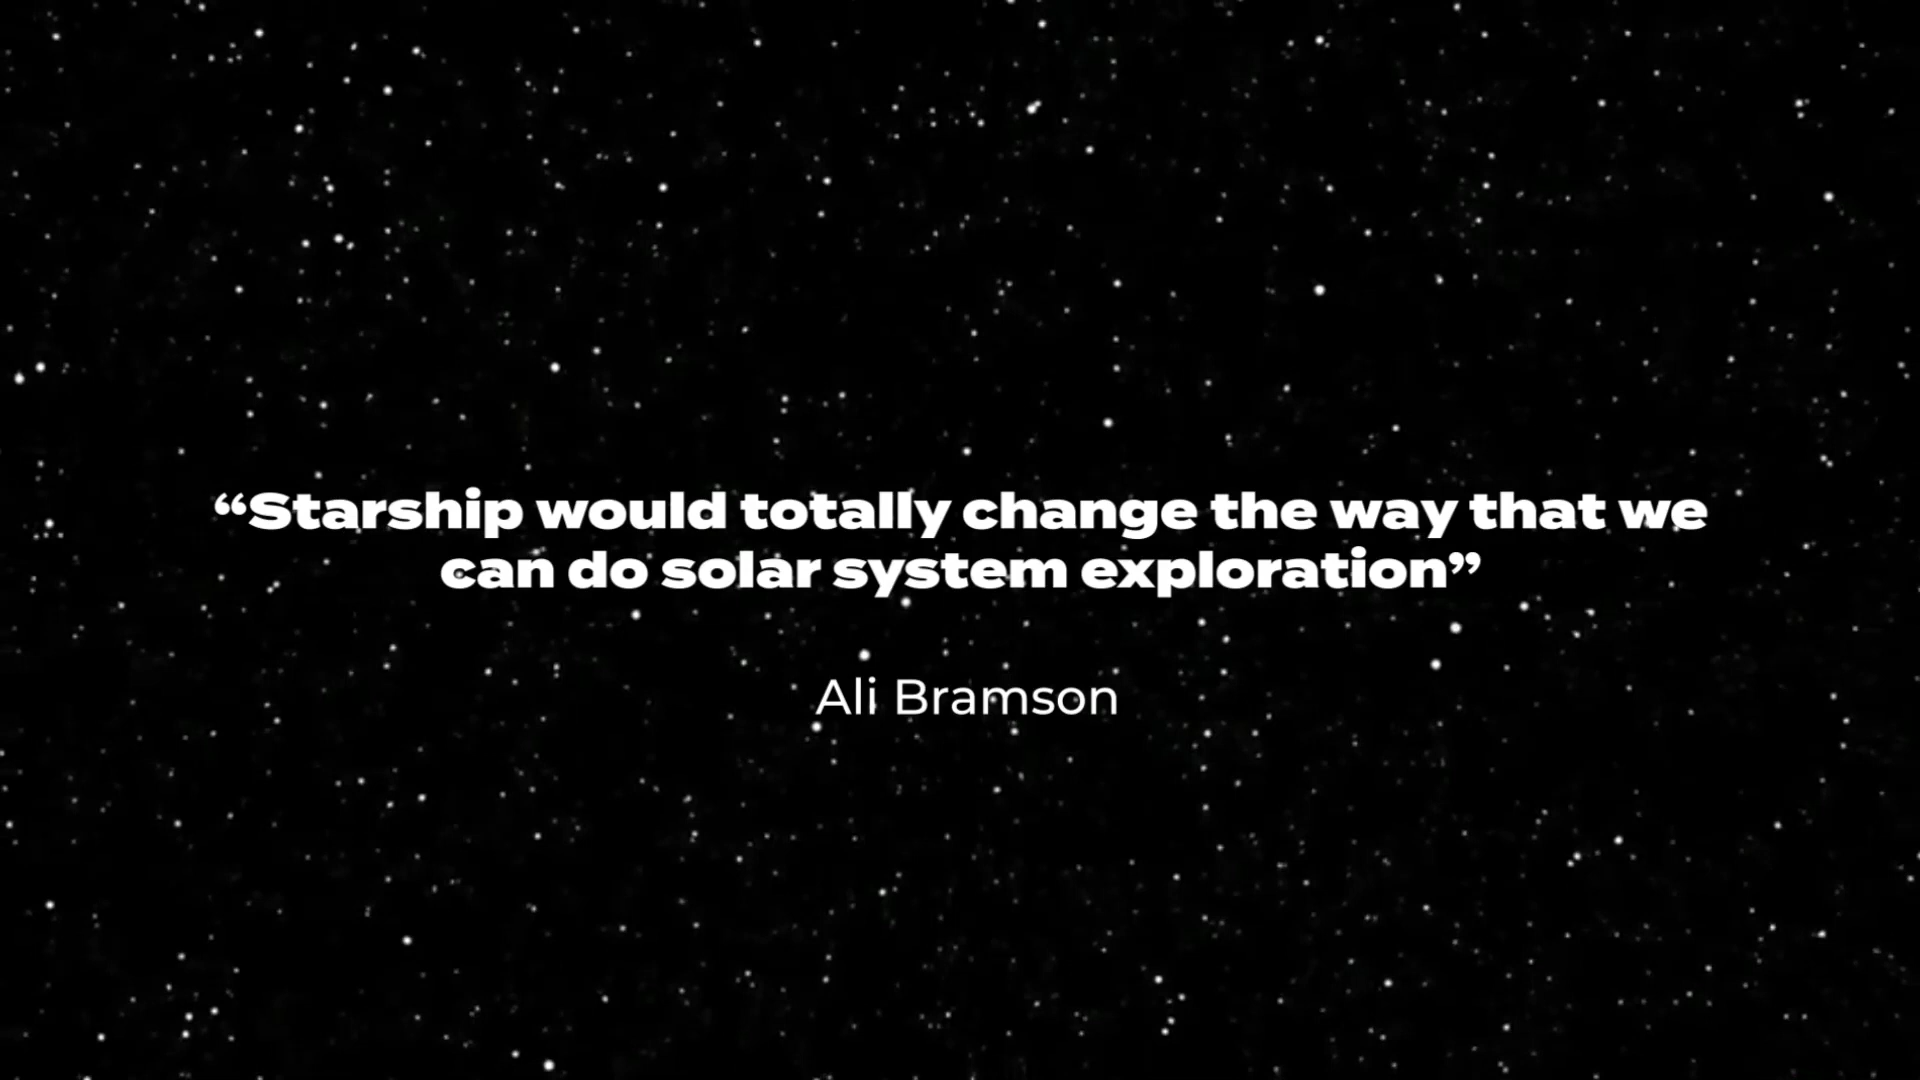 “Starship would totally change the way that we
can do solar system exploration”
Ali Bramson